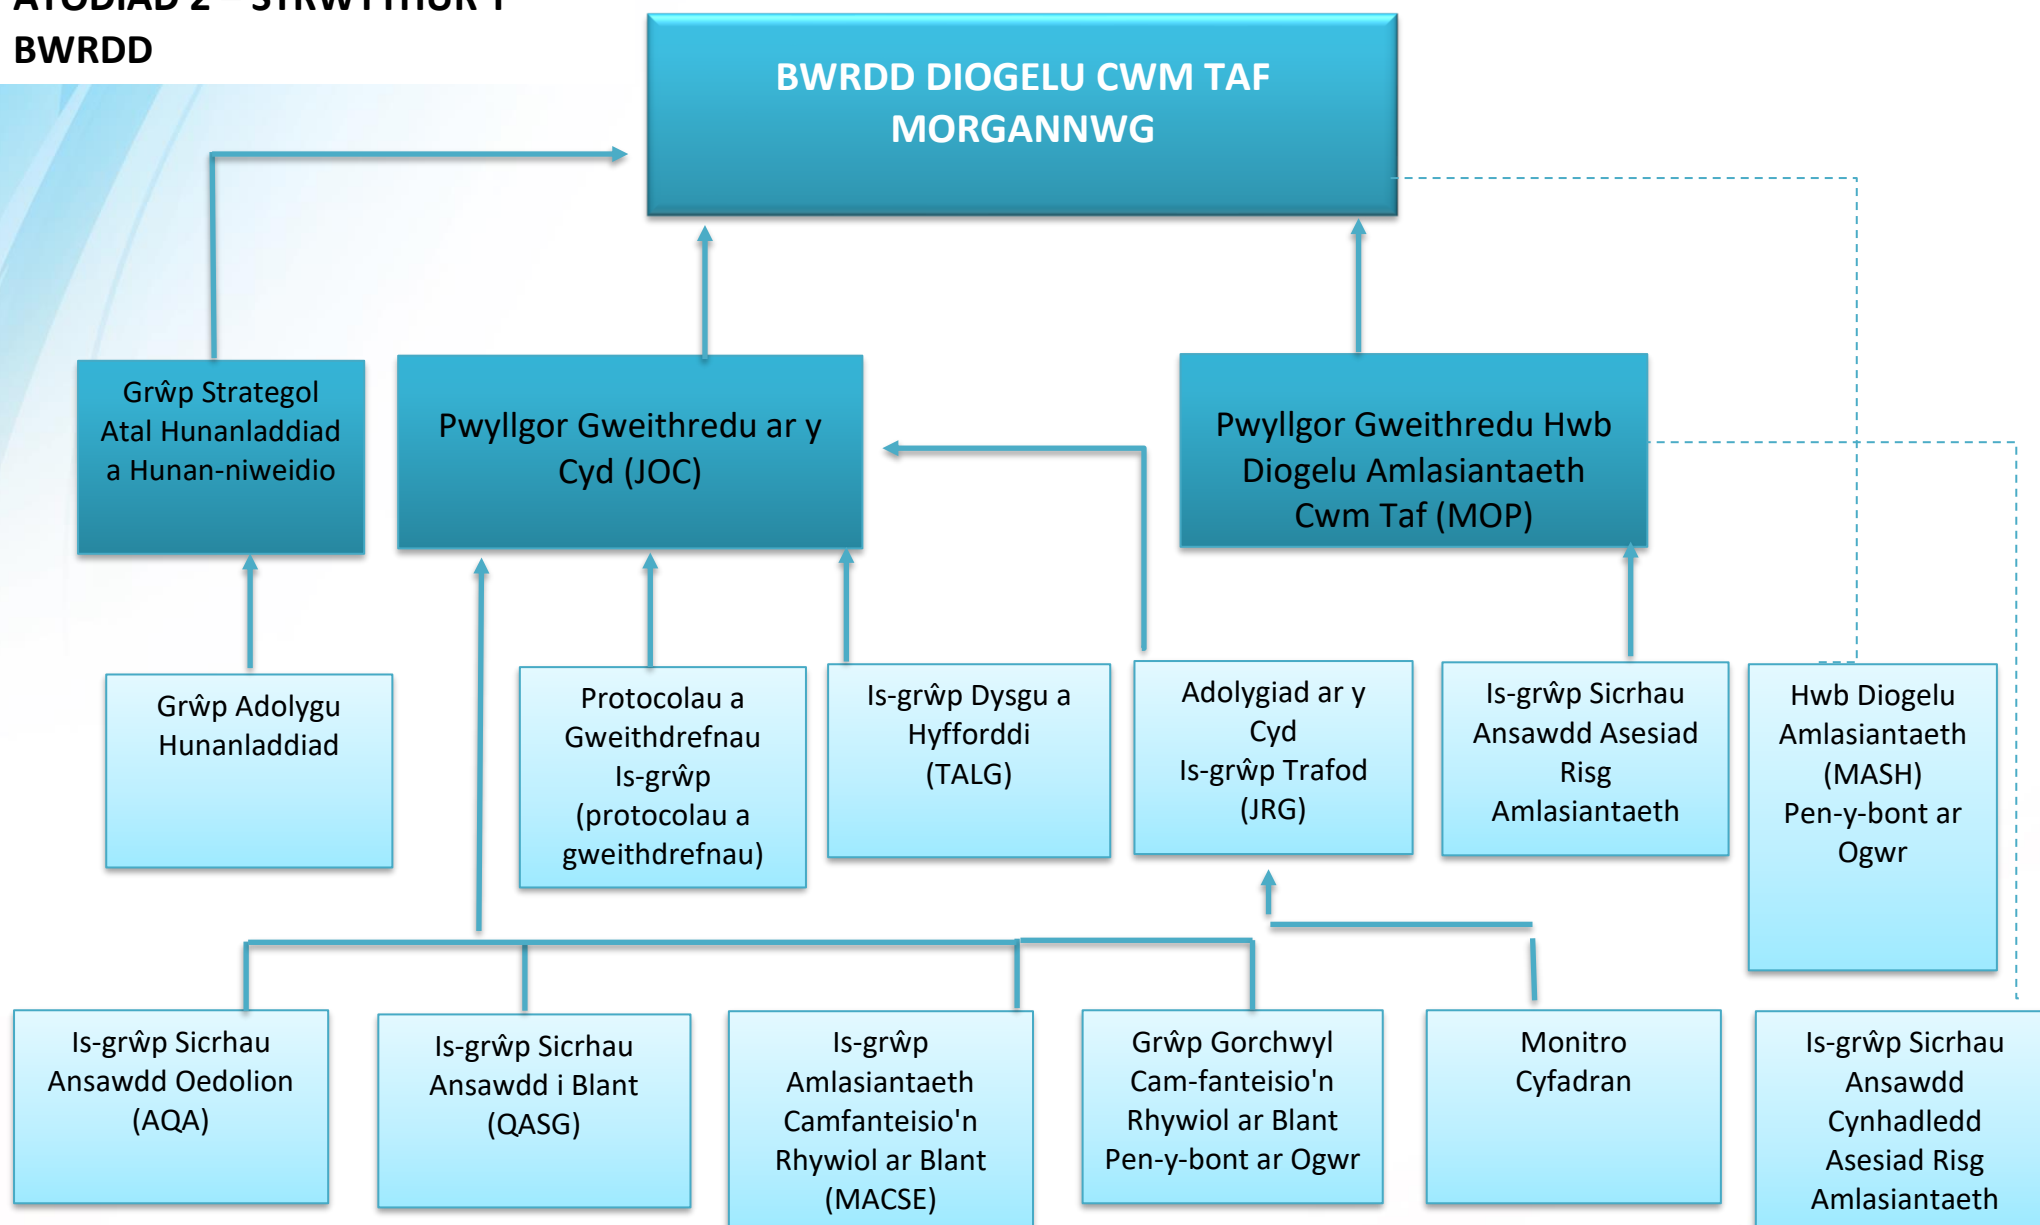 ATODIAD 2 – STRWYTHUR Y
BWRDD
BWRDD DIOGELU CWM TAF
MORGANNWG
Grŵp Strategol
Atal Hunanladdiad
a Hunan-niweidio
Pwyllgor Gweithredu ar y
Cyd (JOC)
Pwyllgor Gweithredu Hwb
Diogelu Amlasiantaeth
Cwm Taf (MOP)
Grŵp Adolygu
Hunanladdiad
Protocolau a
Gweithdrefnau
Is-grŵp
(protocolau a
gweithdrefnau)
Is-grŵp Dysgu a
Hyfforddi
(TALG)
Adolygiad ar y
Cyd
Is-grŵp Trafod
(JRG)
Is-grŵp Sicrhau
Ansawdd Asesiad
Risg
Amlasiantaeth
Hwb Diogelu
Amlasiantaeth
(MASH)
Pen-y-bont ar
Ogwr
Is-grŵp Sicrhau
Ansawdd Oedolion
(AQA)
Is-grŵp Sicrhau
Ansawdd i Blant
(QASG)
Is-grŵp
Amlasiantaeth
Camfanteisio'n
Rhywiol ar Blant
(MACSE)
Grŵp Gorchwyl
Cam-fanteisio'n
Rhywiol ar Blant
Pen-y-bont ar Ogwr
Monitro
Cyfadran
Is-grŵp Sicrhau
Ansawdd
Cynhadledd
Asesiad Risg
Amlasiantaeth